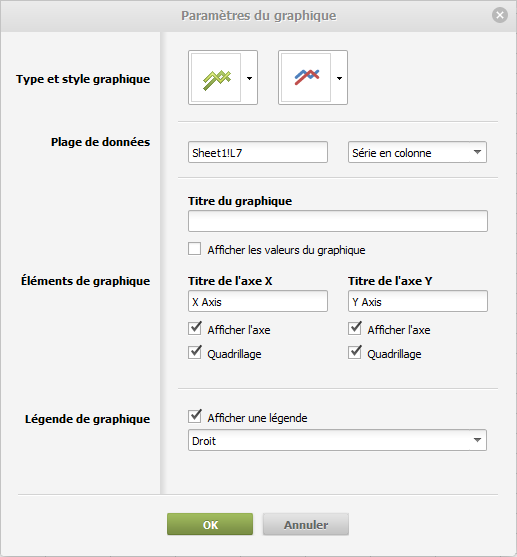 Paramètres du graphique
Type et style graphique
Plage de données
Sheet1!L7
Série en colonne
Titre du graphique
Afficher les valeurs du graphique
Éléments de graphique
Titre de l'axe X
Titre de l'axe Y
X Axis
Y Axis
Afficher l'axe
Afficher l'axe
Quadrillage
Quadrillage
Légende de graphique
Afficher une légende
Droit
OK
Annuler